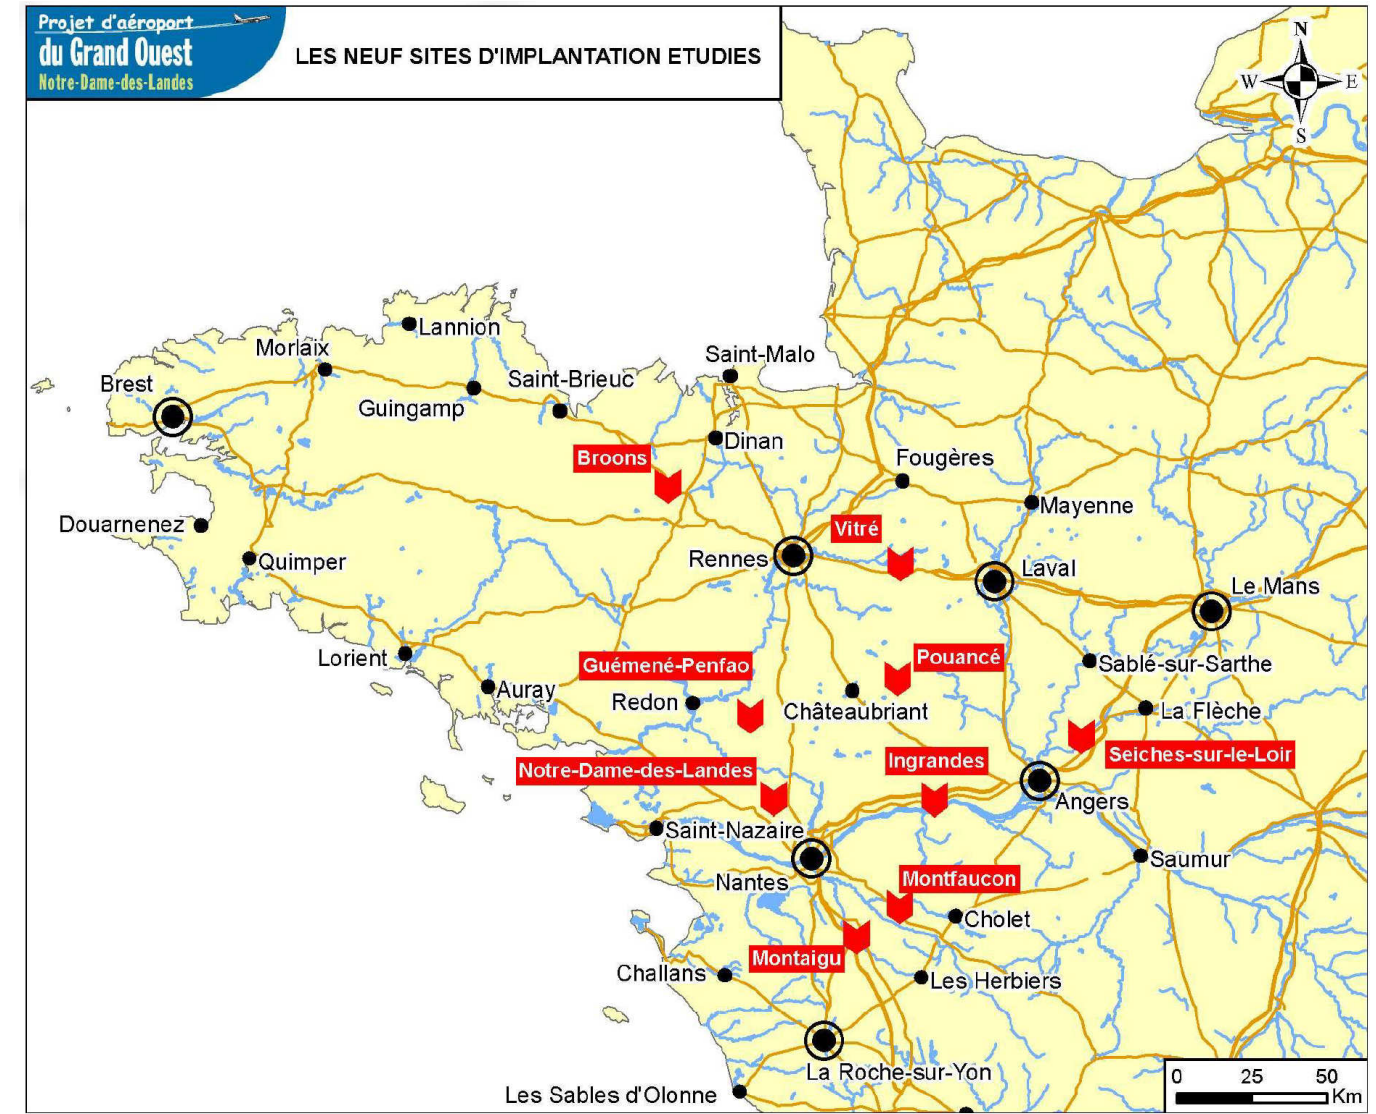 Projet d'aéroport
du Grand Ouest
Notre-Dame-des-Landes
LES NEUF SITES D'IMPLANTATION ETUDIES
N
W
E
S
Lannion
Morlaix
Saint-Malo
Brest
Saint-Brieuc
Guingamp
Dinan
Broons
Fougères
Mayenne
Douarnenez
Vitré
Quimper
Rennes
Laval
Le Mans
Lorient
Guémené-Penfao
Pouancé
Sablé-sur-Sarthe
Auray
Redon
Châteaubriant
La Flèche
Notre-Dame-des-Landes
Ingrandes
Seiches-sur-le-Loir
Angers
Saint-Nazaire
Saumur
Nantes
Montfaucon
Cholet
Montaigu
Challans
Les Herbiers
La Roche-sur-Yon
Les Sables d'Olonne
0 25 50
Km